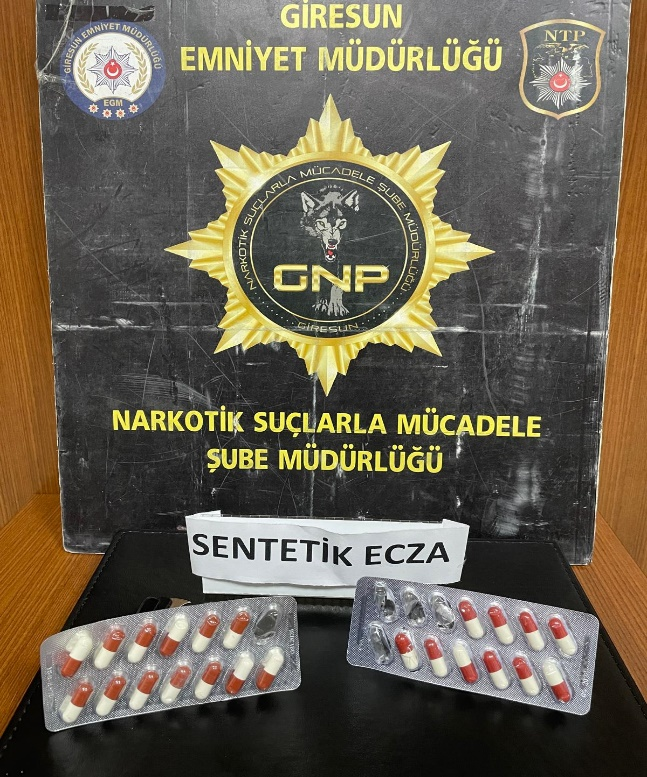 GİRESUN
EMNİYET MÜDÜRLÜĞÜ
GİRESUN EMNİYET MÜDÜRLÜĞÜ
EGM
NTP
NARKOTİK SUÇLARLA MÜCADELE ŞUBE MÜDÜRLÜĞÜ
GNP
GİRESUN
NARKOTİK SUÇLARLA MÜCADELE
ŞUBE MÜDÜRLÜĞÜ
SENTETİK ECZA